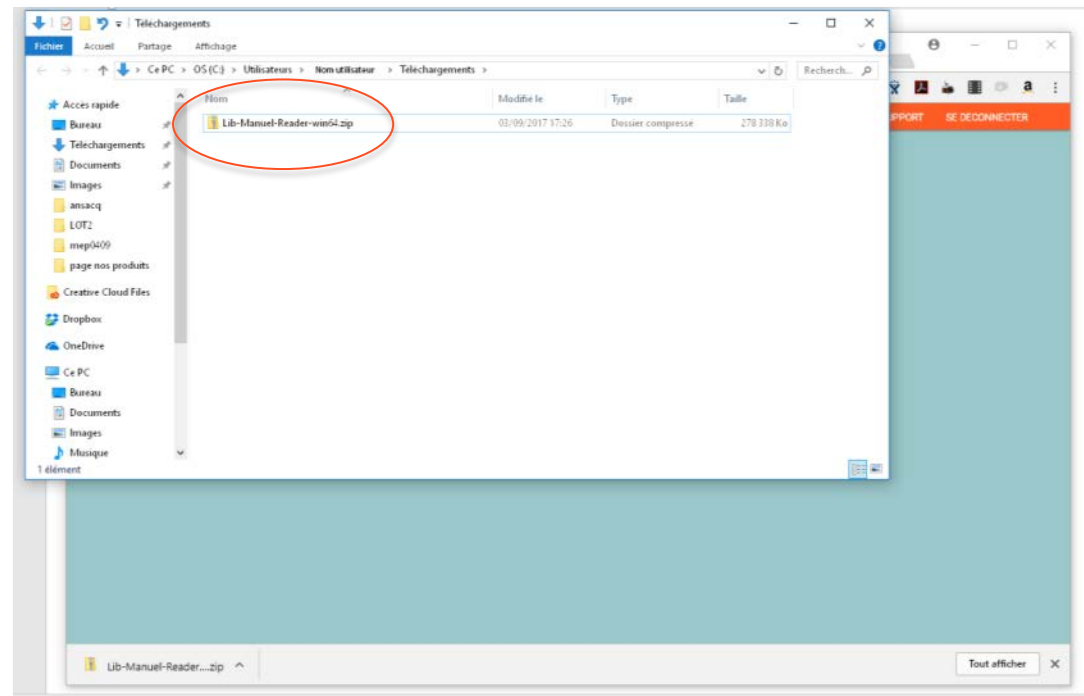 Téléchargements
Fichier Accueil Partage Affichage
Ce PC > OS (C:) > Utilisateurs > Nom utilisateur > Téléchargements >
Recherch...
Nom Modifié le Type Taille
Lib-Manuel-Reader-win64.zip 03/09/2017 17:26 Dossier compressé 278 338 Ko
Accès rapide
Bureau
Téléchargements
Documents
Images
ansacq
LOT2
mep0409
page nos produits
Creative Cloud Files
Dropbox
OneDrive
Ce PC
Bureau
Documents
Images
Musique
1 élément
PPORT SE DECONNECTER
Lib-Manuel-Reader....zip
Tout afficher